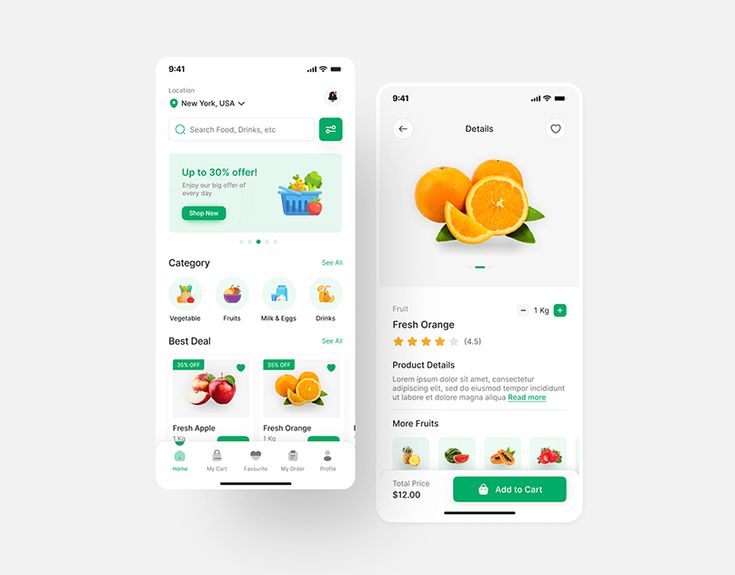 9:41
Location
New York, USA
Search Food, Drinks, etc
Up to 30% offer!
Enjoy our big offer of
every day
Shop Now
Category
See All
Vegetable
Fruits
Milk & Eggs
Drinks
Best Deal
See All
35% OFF
35% OFF
Fresh Apple
Fresh Orange
1 Kg
1 Kg
Home
My Cart
Favourite
My Order
Profile
9:41
Details
Fruit
1 Kg
Fresh Orange
(4.5)
Product Details
Lorem ipsum dolor sit amet, consectetur
adipiscing elit, sed do eiusmod tempor incididunt
ut labore et dolore magna aliqua Read more
More Fruits
Total Price
$12.00
Add to Cart